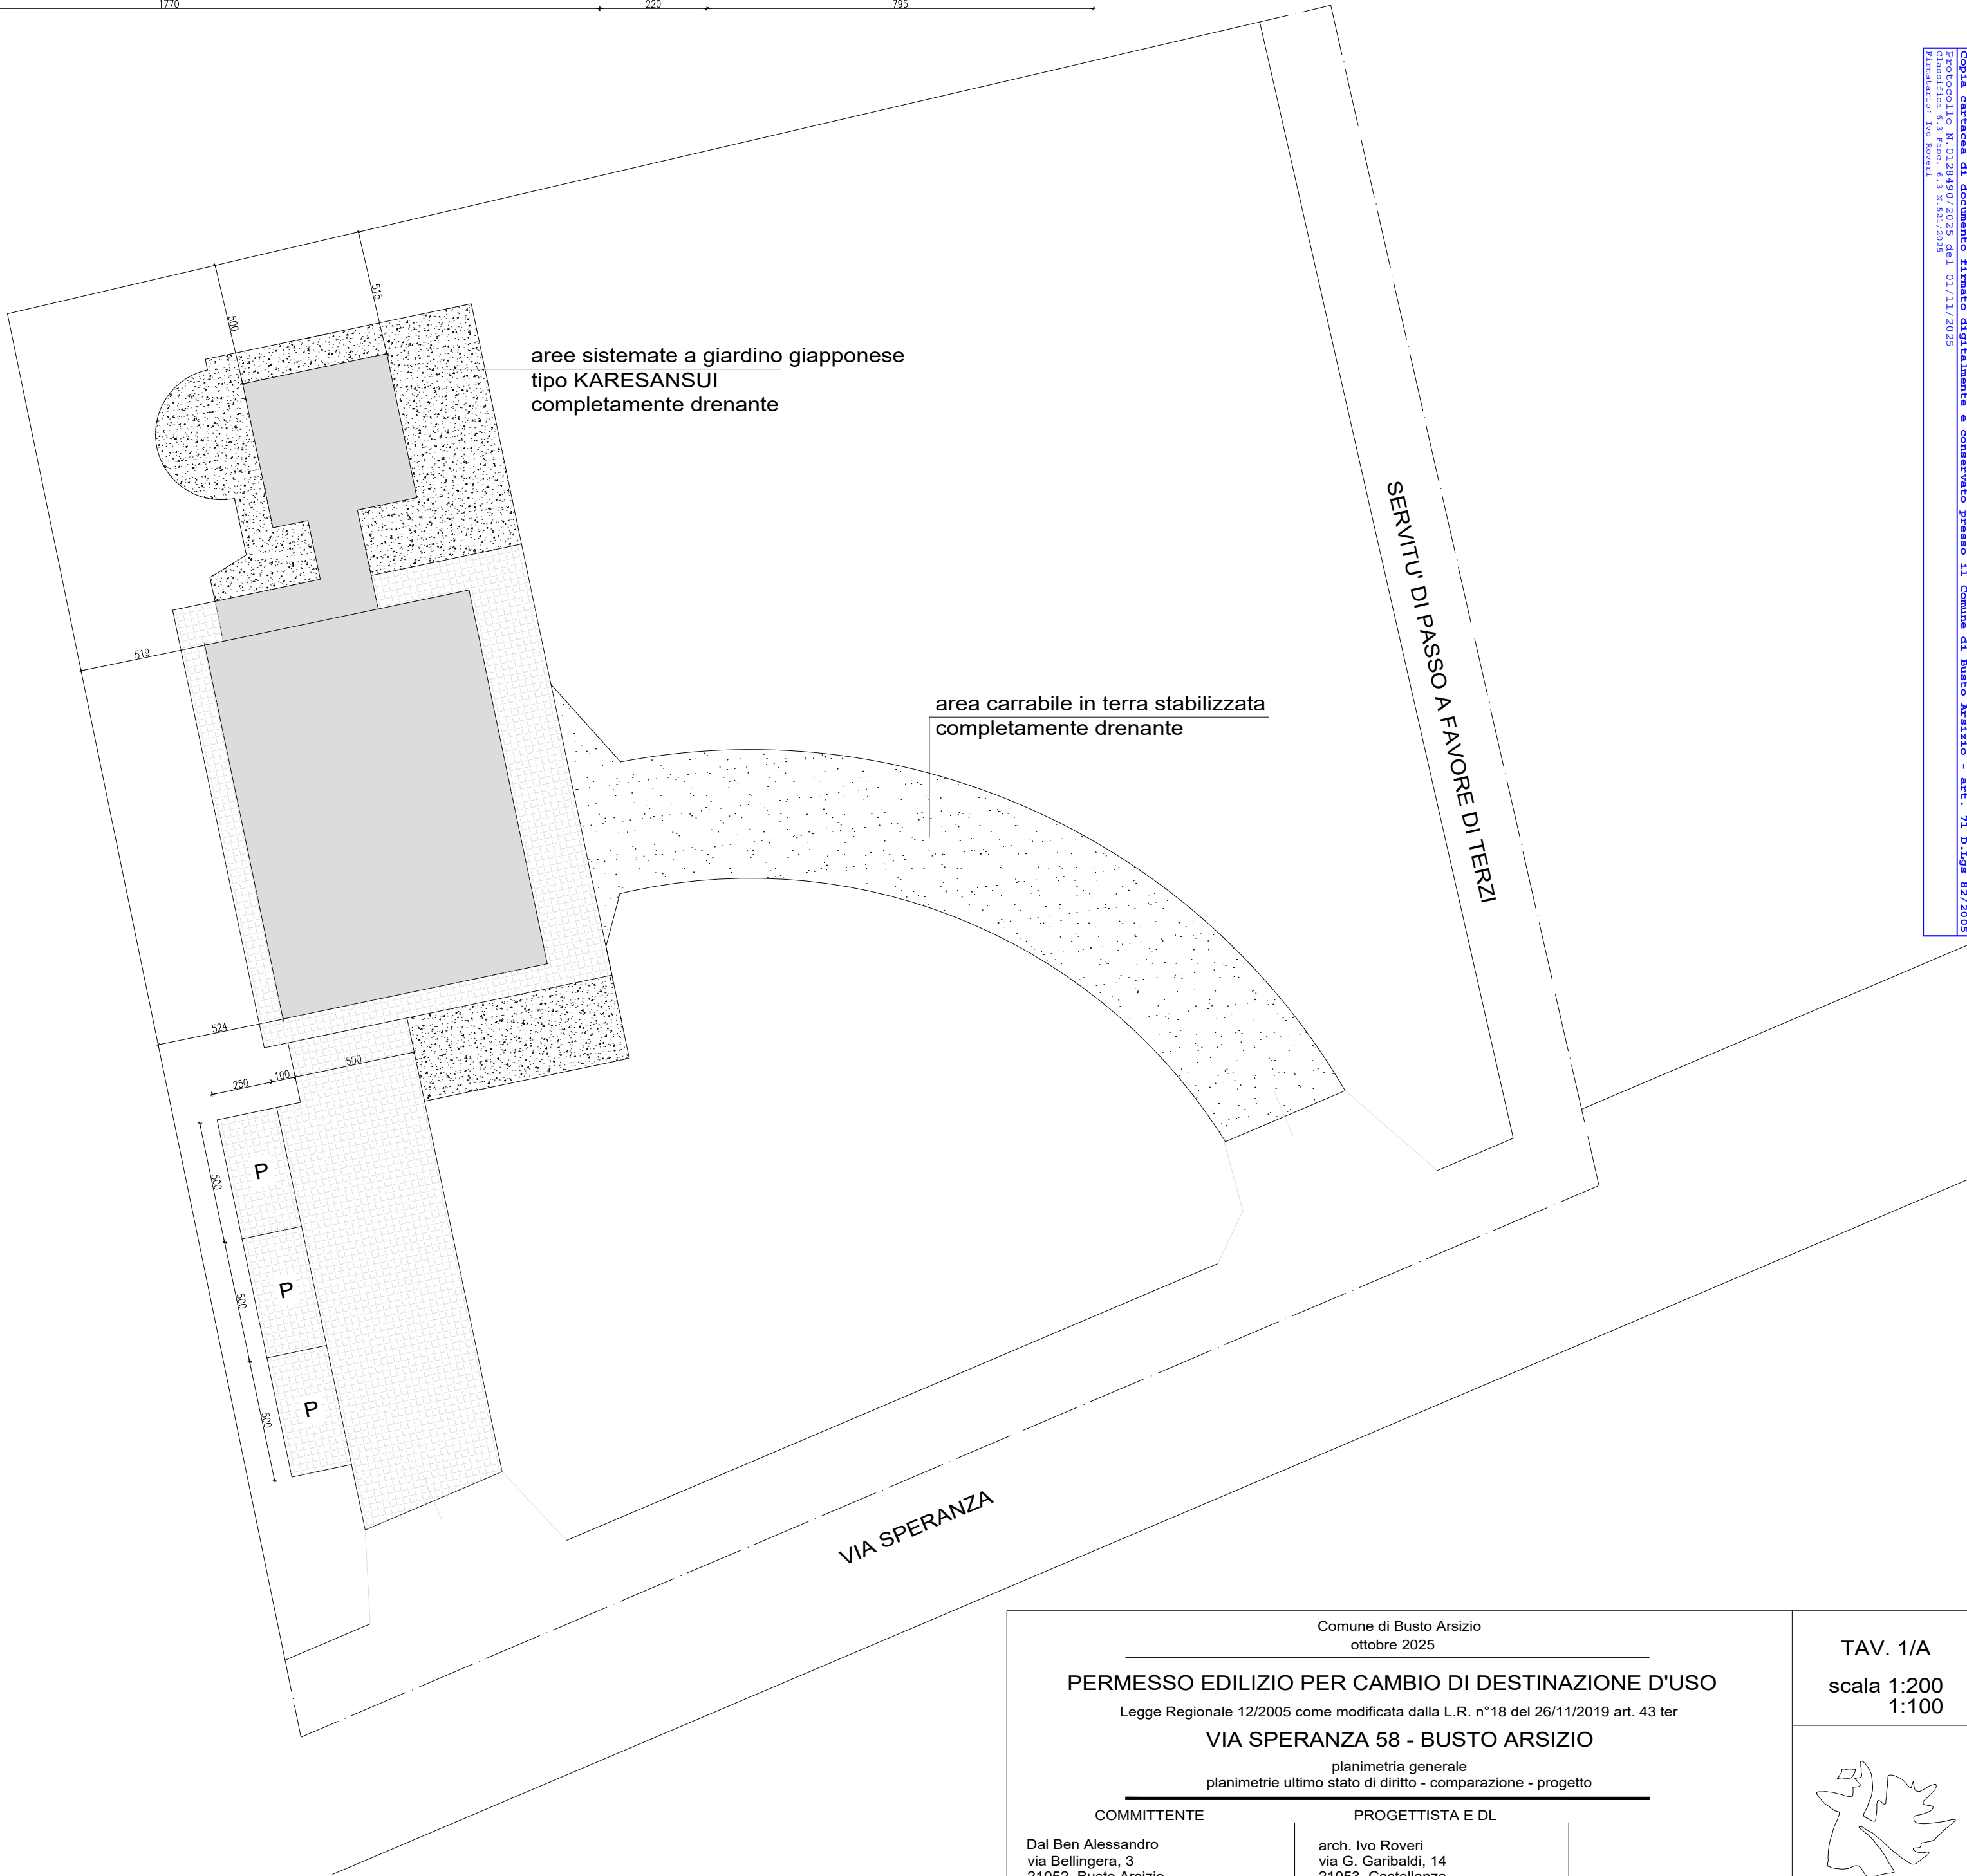 1770
220
795
Copia cartacea di documento firmato digitalmente e conservato presso il Comune di Busto Arsizio - art. 71 D.Lgs 82/2005
Protocollo N.0128490/2025 del 01/11/2025
Classifica 6.3 Fasc. 6.3 N.521/2025
Firmatario: Ivo Roveri
500
515
aree sistemate a giardino giapponese
tipo KARESANSUI
completamente drenante
519
area carrabile in terra stabilizzata
completamente drenante
SERVITU' DI PASSO A FAVORE DI TERZI
524
250
100
500
500
500
500
P
P
P
VIA SPERANZA
Comune di Busto Arsizio
ottobre 2025
PERMESSO EDILIZIO PER CAMBIO DI DESTINAZIONE D'USO
Legge Regionale 12/2005 come modificata dalla L.R. n°18 del 26/11/2019 art. 43 ter
VIA SPERANZA 58 - BUSTO ARSIZIO
planimetria generale
planimetrie ultimo stato di diritto - comparazione - progetto
TAV. 1/A
scala 1:200
1:100
COMMITTENTE
Dal Ben Alessandro
via Bellingera, 3
21052 Busto Arsizio
PROGETTISTA E DL
arch. Ivo Roveri
via G. Garibaldi, 14
21053 Castellanza